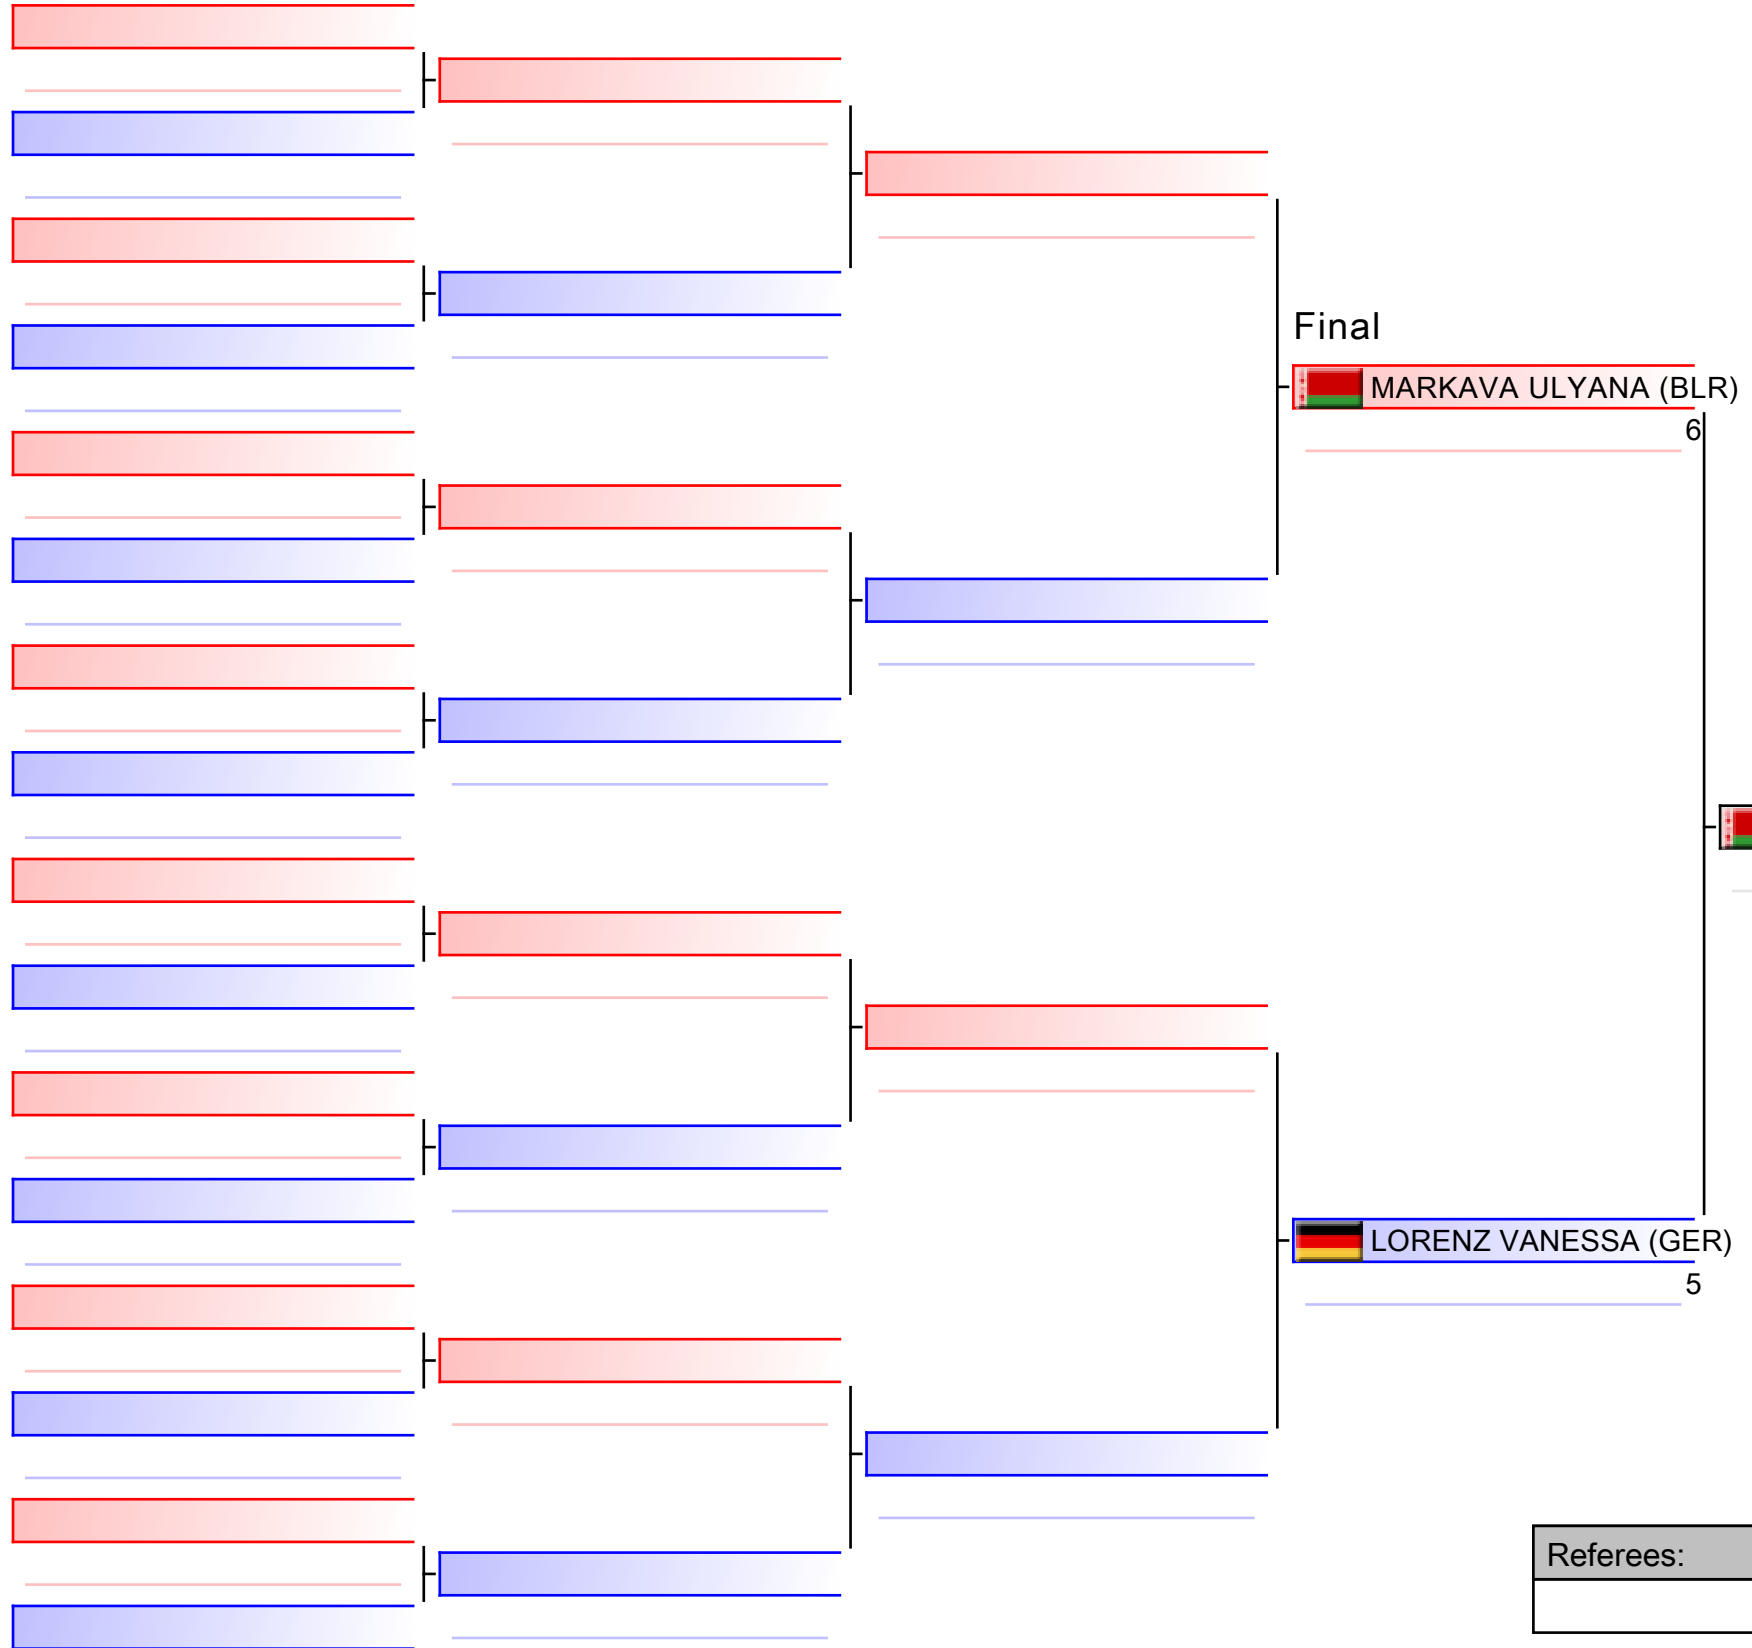 Final
MARKAVA ULYANA (BLR)
6
LORENZ VANESSA (GER)
5
Referees: